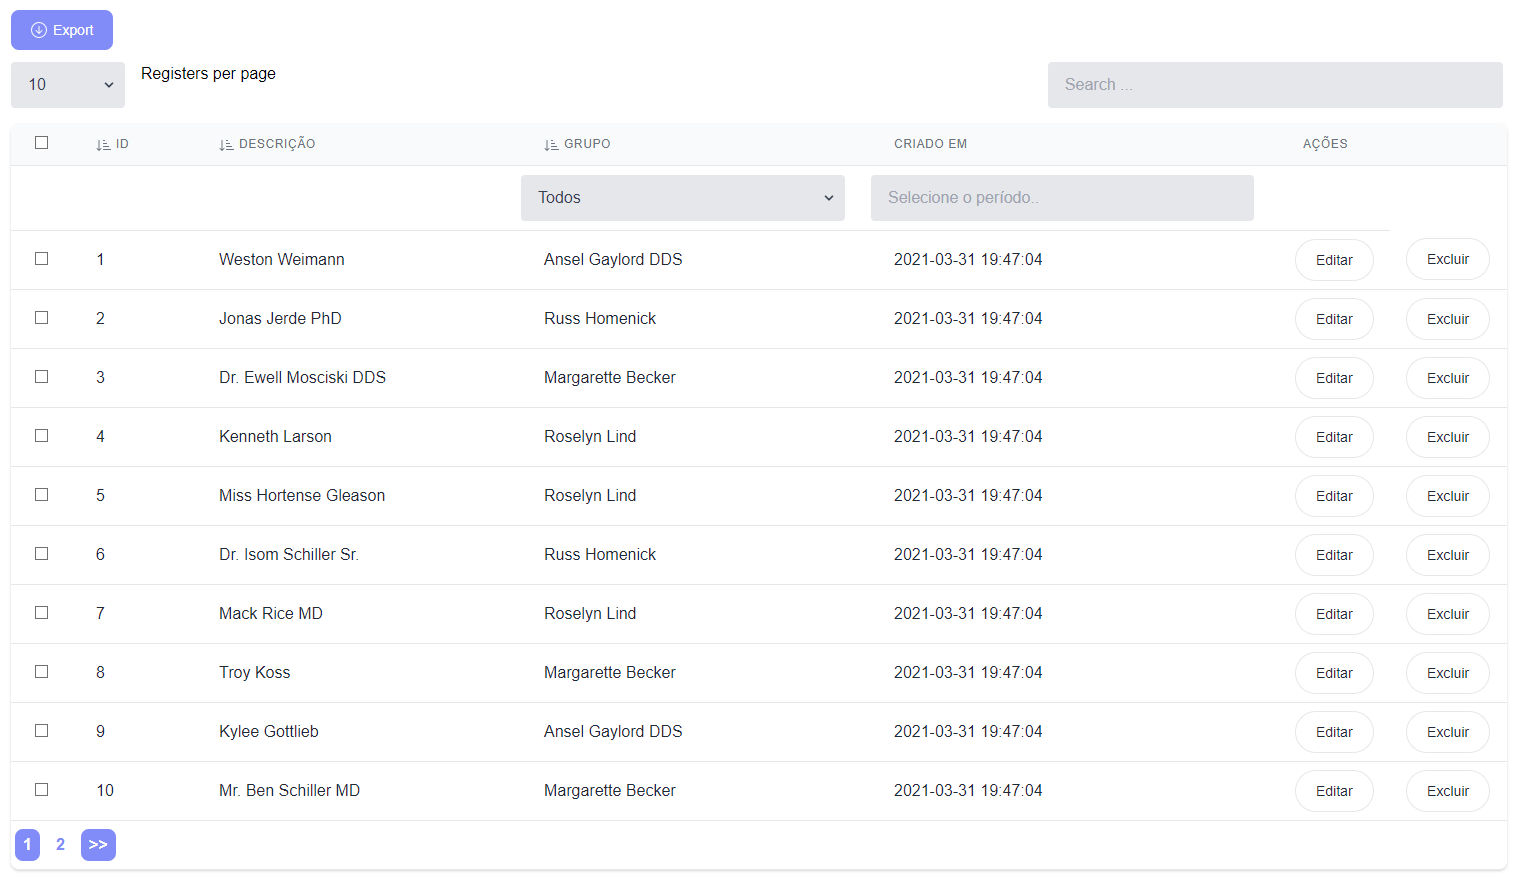 Export
10 Registers per page Search ...
ID DESCRIÇÃO GRUPO CRIADO EM AÇÕES
Todos Selecione o período..
1 Weston Weimann Ansel Gaylord DDS 2021-03-31 19:47:04 Editar Excluir
2 Jonas Jerde PhD Russ Homenick 2021-03-31 19:47:04 Editar Excluir
3 Dr. Ewell Mosciski DDS Margarette Becker 2021-03-31 19:47:04 Editar Excluir
4 Kenneth Larson Roselyn Lind 2021-03-31 19:47:04 Editar Excluir
5 Miss Hortense Gleason Roselyn Lind 2021-03-31 19:47:04 Editar Excluir
6 Dr. Isom Schiller Sr. Russ Homenick 2021-03-31 19:47:04 Editar Excluir
7 Mack Rice MD Roselyn Lind 2021-03-31 19:47:04 Editar Excluir
8 Troy Koss Margarette Becker 2021-03-31 19:47:04 Editar Excluir
9 Kylee Gottlieb Ansel Gaylord DDS 2021-03-31 19:47:04 Editar Excluir
10 Mr. Ben Schiller MD Margarette Becker 2021-03-31 19:47:04 Editar Excluir
1 2 >>